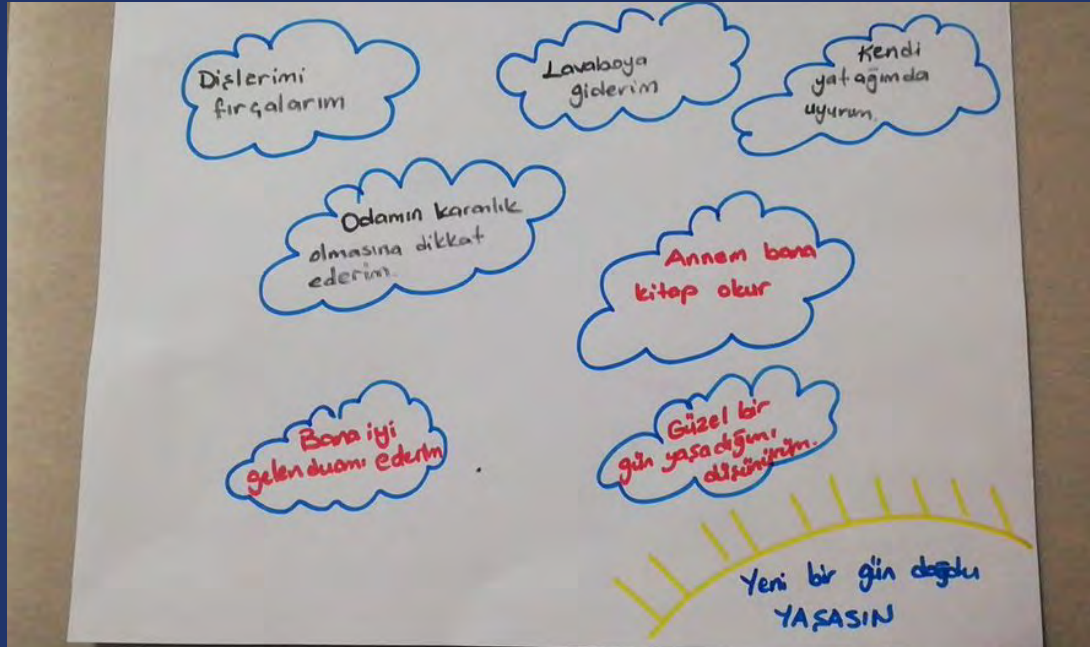 Dişlerimi
fırçalarım
Lavaboya
giderim
Kendi
yatağımda
uyurum.
Odamın karanlık
olmasına dikkat
ederim.
Annem bana
kitap okur
Bana iyi
gelen duamı ederim
Güzel bir
gün yaşadığımı
düşünürüm.
Yeni bir gün doğdu
YAŞASIN